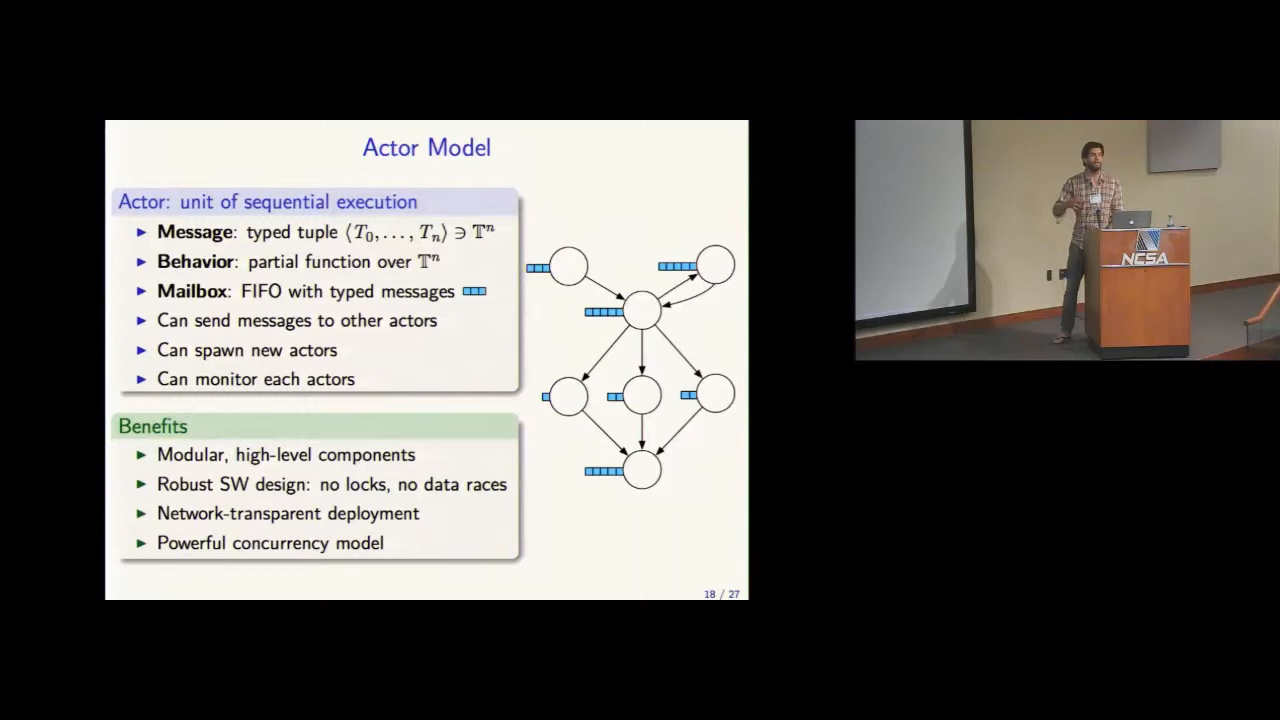 Actor Model
Actor: unit of sequential execution
► Message: typed tuple ⟨T₀, . . . , Tₙ⟩ ∋ 𝕋ⁿ
► Behavior: partial function over 𝕋ⁿ
► Mailbox: FIFO with typed messages
► Can send messages to other actors
► Can spawn new actors
► Can monitor each actors
Benefits
► Modular, high-level components
► Robust SW design: no locks, no data races
► Network-transparent deployment
► Powerful concurrency model
18 / 27
NCSA